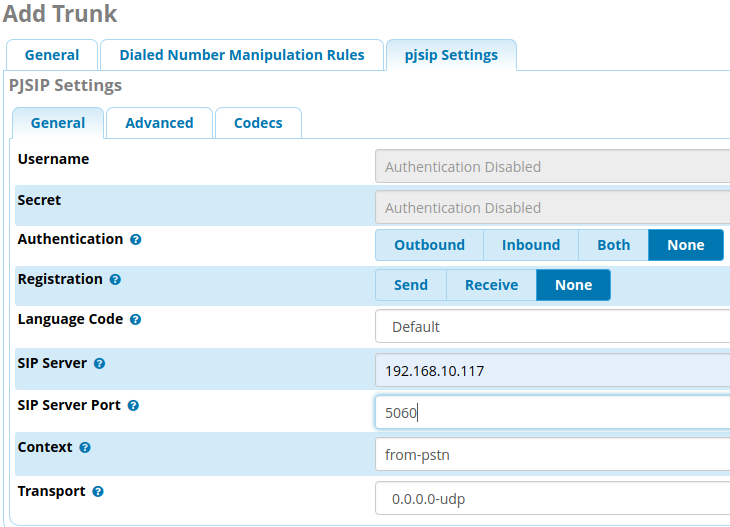 Add Trunk
General Dialed Number Manipulation Rules pjsip Settings
PJSIP Settings
General Advanced Codecs
Username Authentication Disabled
Secret Authentication Disabled
Authentication ? Outbound Inbound Both None
Registration ? Send Receive None
Language Code ? Default
SIP Server ? 192.168.10.117
SIP Server Port ? 5060
Context ? from-pstn
Transport ? 0.0.0.0-udp